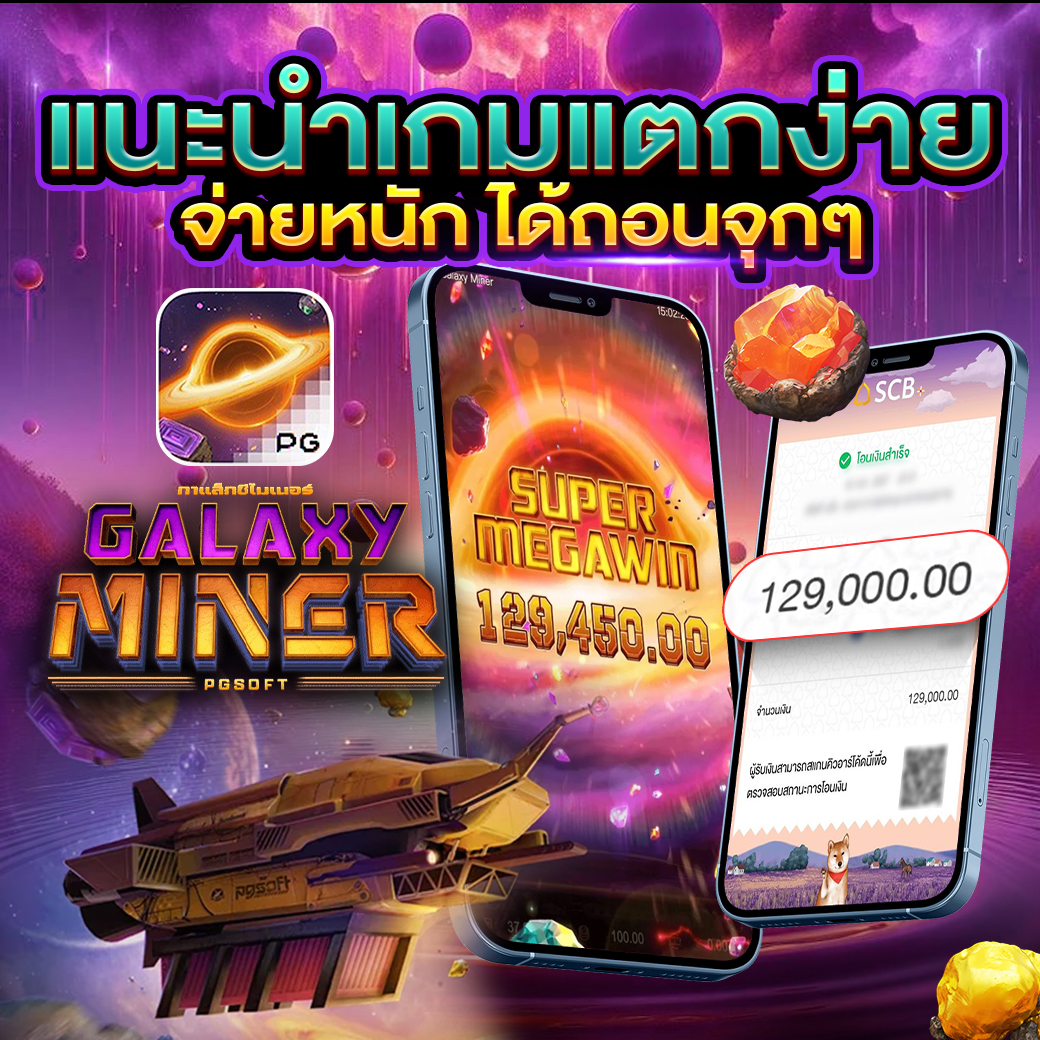 แนะนำเกมแตกง่าย
จ่ายหนัก ได้ถอนจุกๆ
PG
กาแล็กซีไมเนอร์
GALAXY
MINER
PGSOFT
Galaxy Miner
15:02:2
SUPER
MEGAWIN
129,450.00
100.00
SCB
โอนเงินสำเร็จ
129,000.00
จำนวนเงิน 129,000.00
ผู้รับเงินสามารถสแกนคิวอาร์โค้ดนี้เพื่อ
ตรวจสอบสถานะการโอนเงิน
PGSOFT